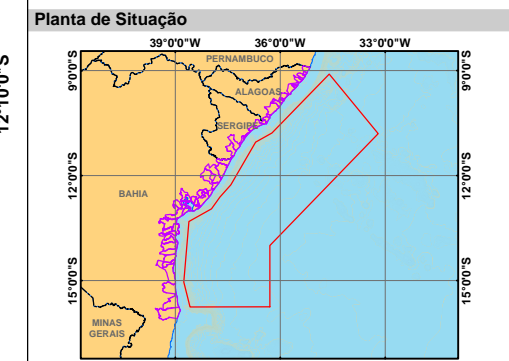 Planta de Situação
39°0'0"W 36°0'0"W 33°0'0"W
12°10'0"S
9°0'0"S 9°0'0"S
PERNAMBUCO
ALAGOAS
SERGIPE
12°0'0"S 12°0'0"S
BAHIA
15°0'0"S 15°0'0"S
MINAS
GERAIS